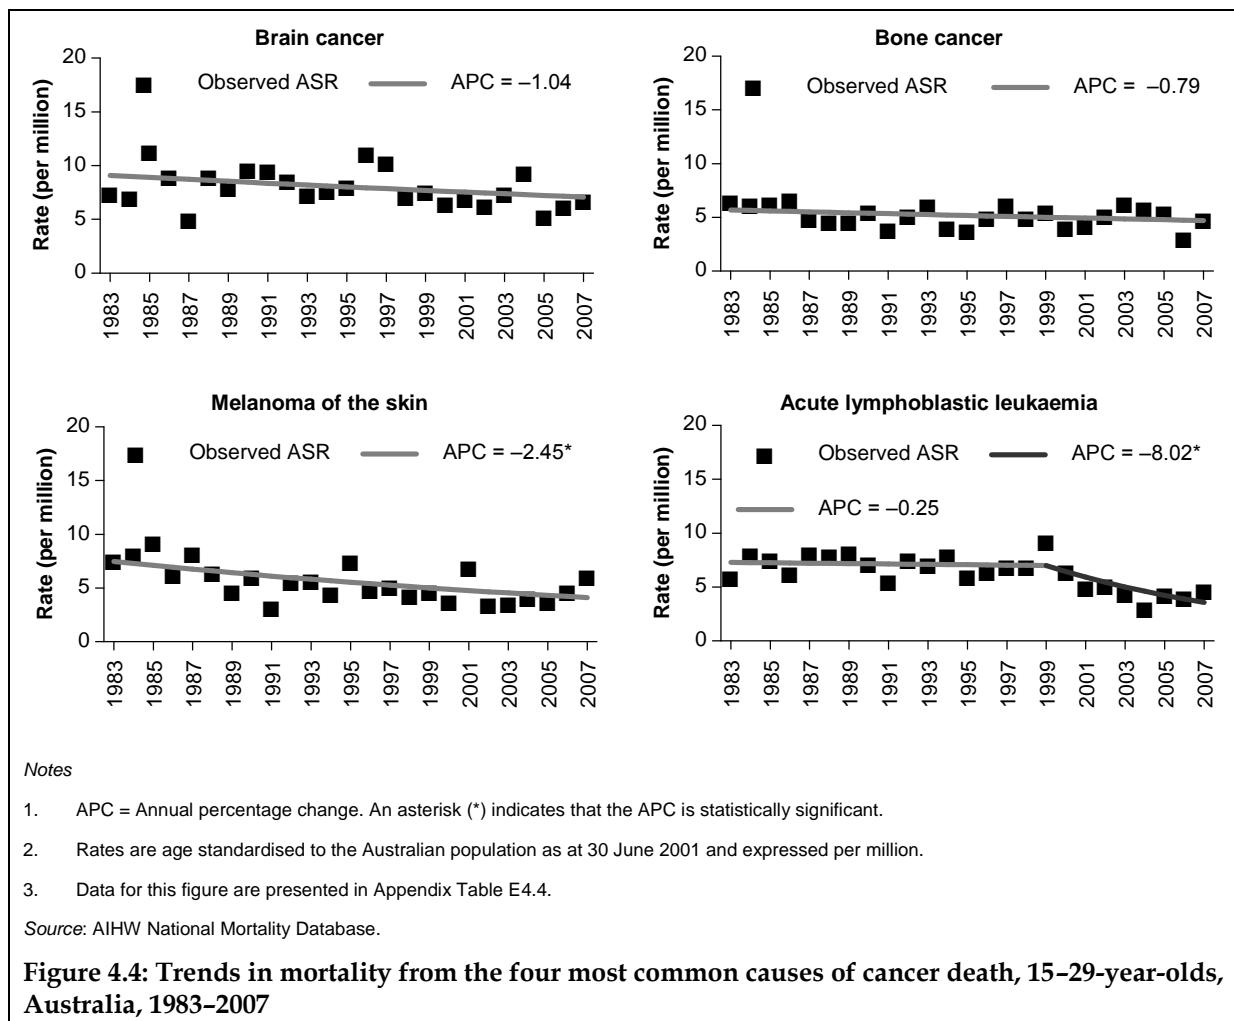 Brain cancer
20
15
10
5
0
Rate (per million)
Observed ASR APC = –1.04
1983 1985 1987 1989 1991 1993 1995 1997 1999 2001 2003 2005 2007
Bone cancer
20
15
10
5
0
Rate (per million)
Observed ASR APC = –0.79
1983 1985 1987 1989 1991 1993 1995 1997 1999 2001 2003 2005 2007
Melanoma of the skin
20
15
10
5
0
Rate (per million)
Observed ASR APC = –2.45*
1983 1985 1987 1989 1991 1993 1995 1997 1999 2001 2003 2005 2007
Acute lymphoblastic leukaemia
20
15
10
5
0
Rate (per million)
Observed ASR APC = –8.02*
APC = –0.25
1983 1985 1987 1989 1991 1993 1995 1997 1999 2001 2003 2005 2007
Notes
1. APC = Annual percentage change. An asterisk (*) indicates that the APC is statistically significant.
2. Rates are age standardised to the Australian population as at 30 June 2001 and expressed per million.
3. Data for this figure are presented in Appendix Table E4.4.
Source: AIHW National Mortality Database.
Figure 4.4: Trends in mortality from the four most common causes of cancer death, 15–29-year-olds,
Australia, 1983–2007